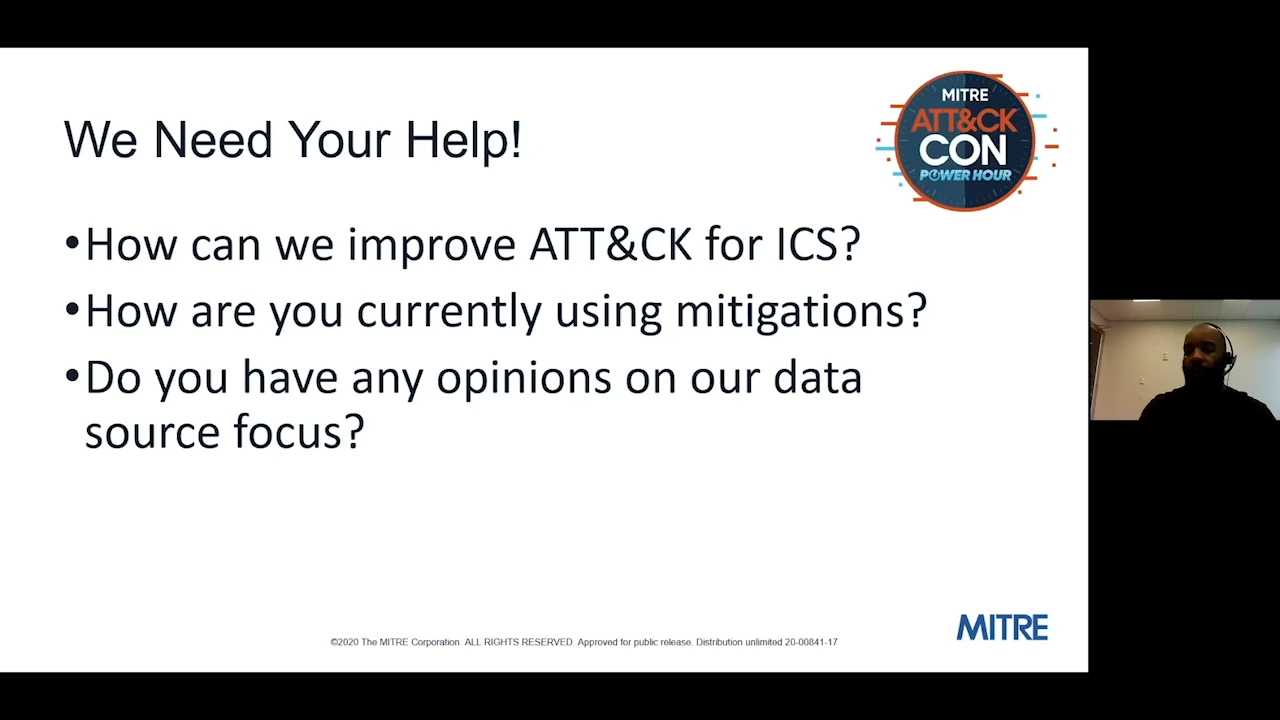 MITRE
ATT&CK
CON
POWER HOUR
We Need Your Help!
•How can we improve ATT&CK for ICS?
•How are you currently using mitigations?
•Do you have any opinions on our data
source focus?
MITRE
©2020 The MITRE Corporation. ALL RIGHTS RESERVED. Approved for public release. Distribution unlimited 20-00841-17